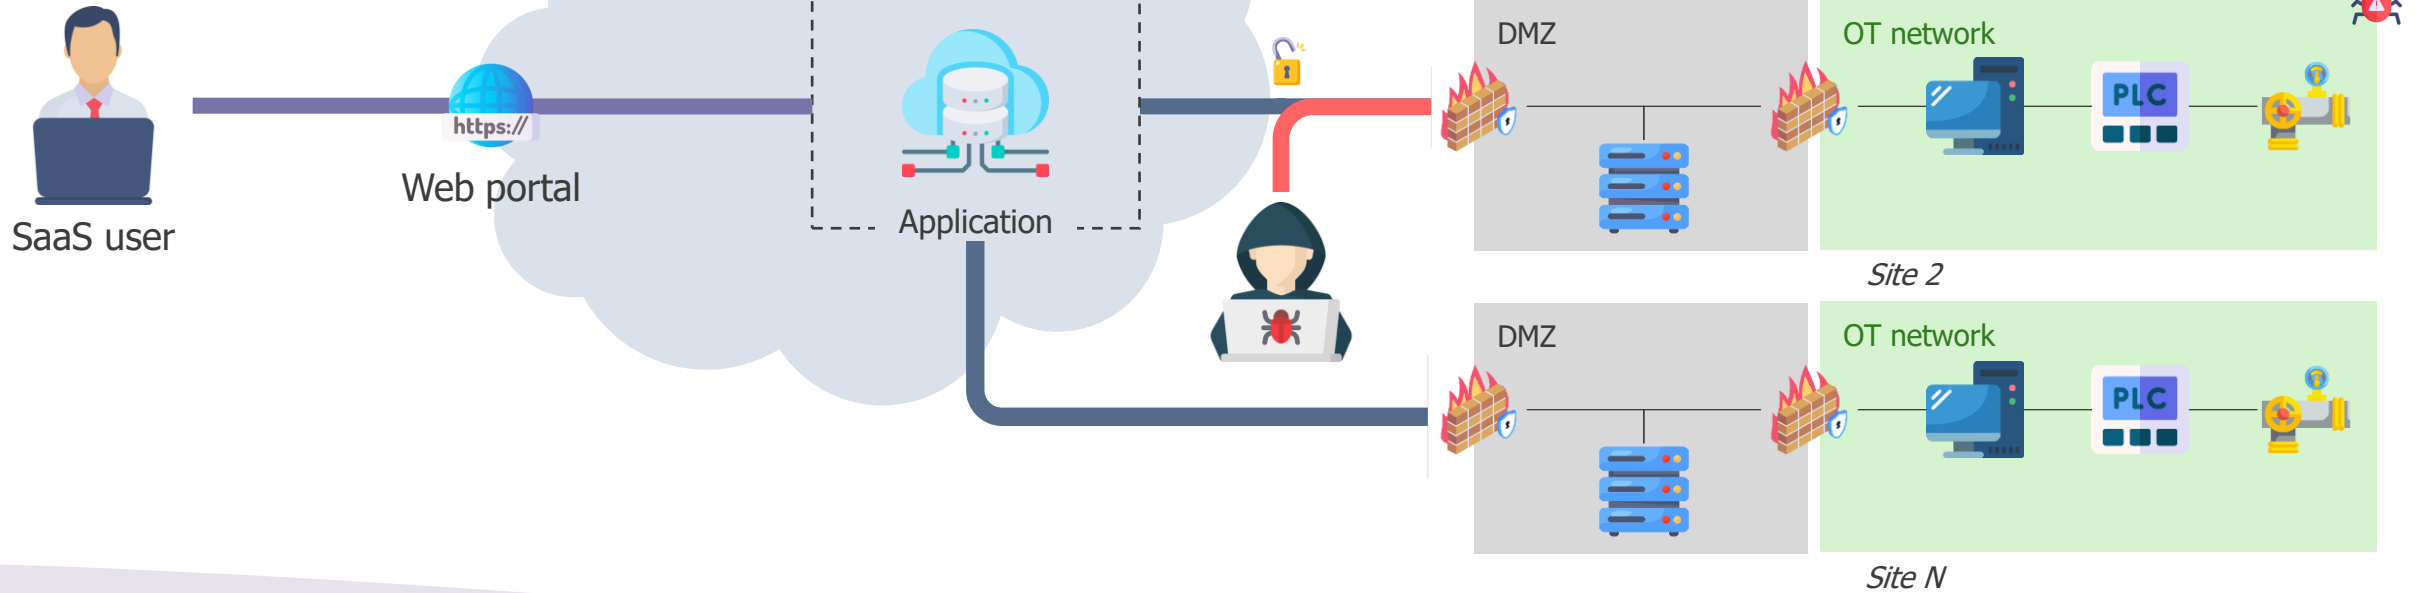 DMZ
OT network
https://
PLC
Web portal
Application
SaaS user
Site 2
DMZ
OT network
PLC
Site N